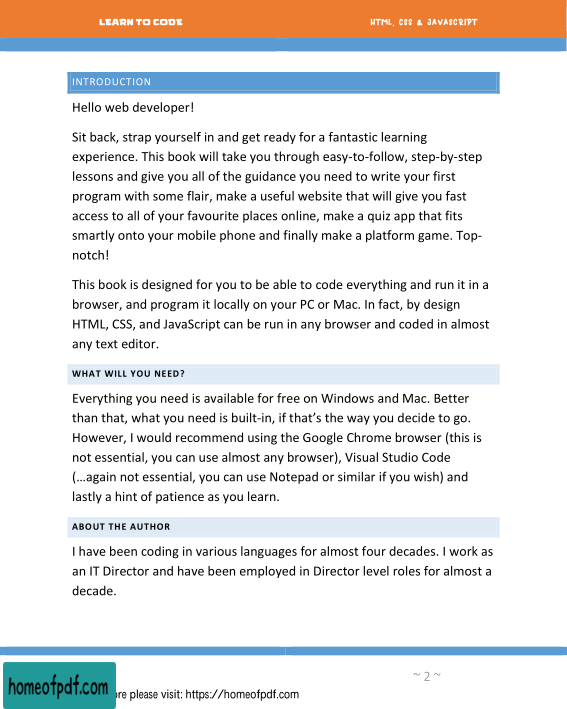 LEARN TO CODE
HTML, CSS & JAVASCRIPT
INTRODUCTION
Hello web developer!
Sit back, strap yourself in and get ready for a fantastic learning
experience. This book will take you through easy-to-follow, step-by-step
lessons and give you all of the guidance you need to write your first
program with some flair, make a useful website that will give you fast
access to all of your favourite places online, make a quiz app that fits
smartly onto your mobile phone and finally make a platform game. Top-
notch!
This book is designed for you to be able to code everything and run it in a
browser, and program it locally on your PC or Mac. In fact, by design
HTML, CSS, and JavaScript can be run in any browser and coded in almost
any text editor.
WHAT WILL YOU NEED?
Everything you need is available for free on Windows and Mac. Better
than that, what you need is built-in, if that’s the way you decide to go.
However, I would recommend using the Google Chrome browser (this is
not essential, you can use almost any browser), Visual Studio Code
(…again not essential, you can use Notepad or similar if you wish) and
lastly a hint of patience as you learn.
ABOUT THE AUTHOR
I have been coding in various languages for almost four decades. I work as
an IT Director and have been employed in Director level roles for almost a
decade.
~ 2 ~
homeofpdf.com
please visit: https://homeofpdf.com